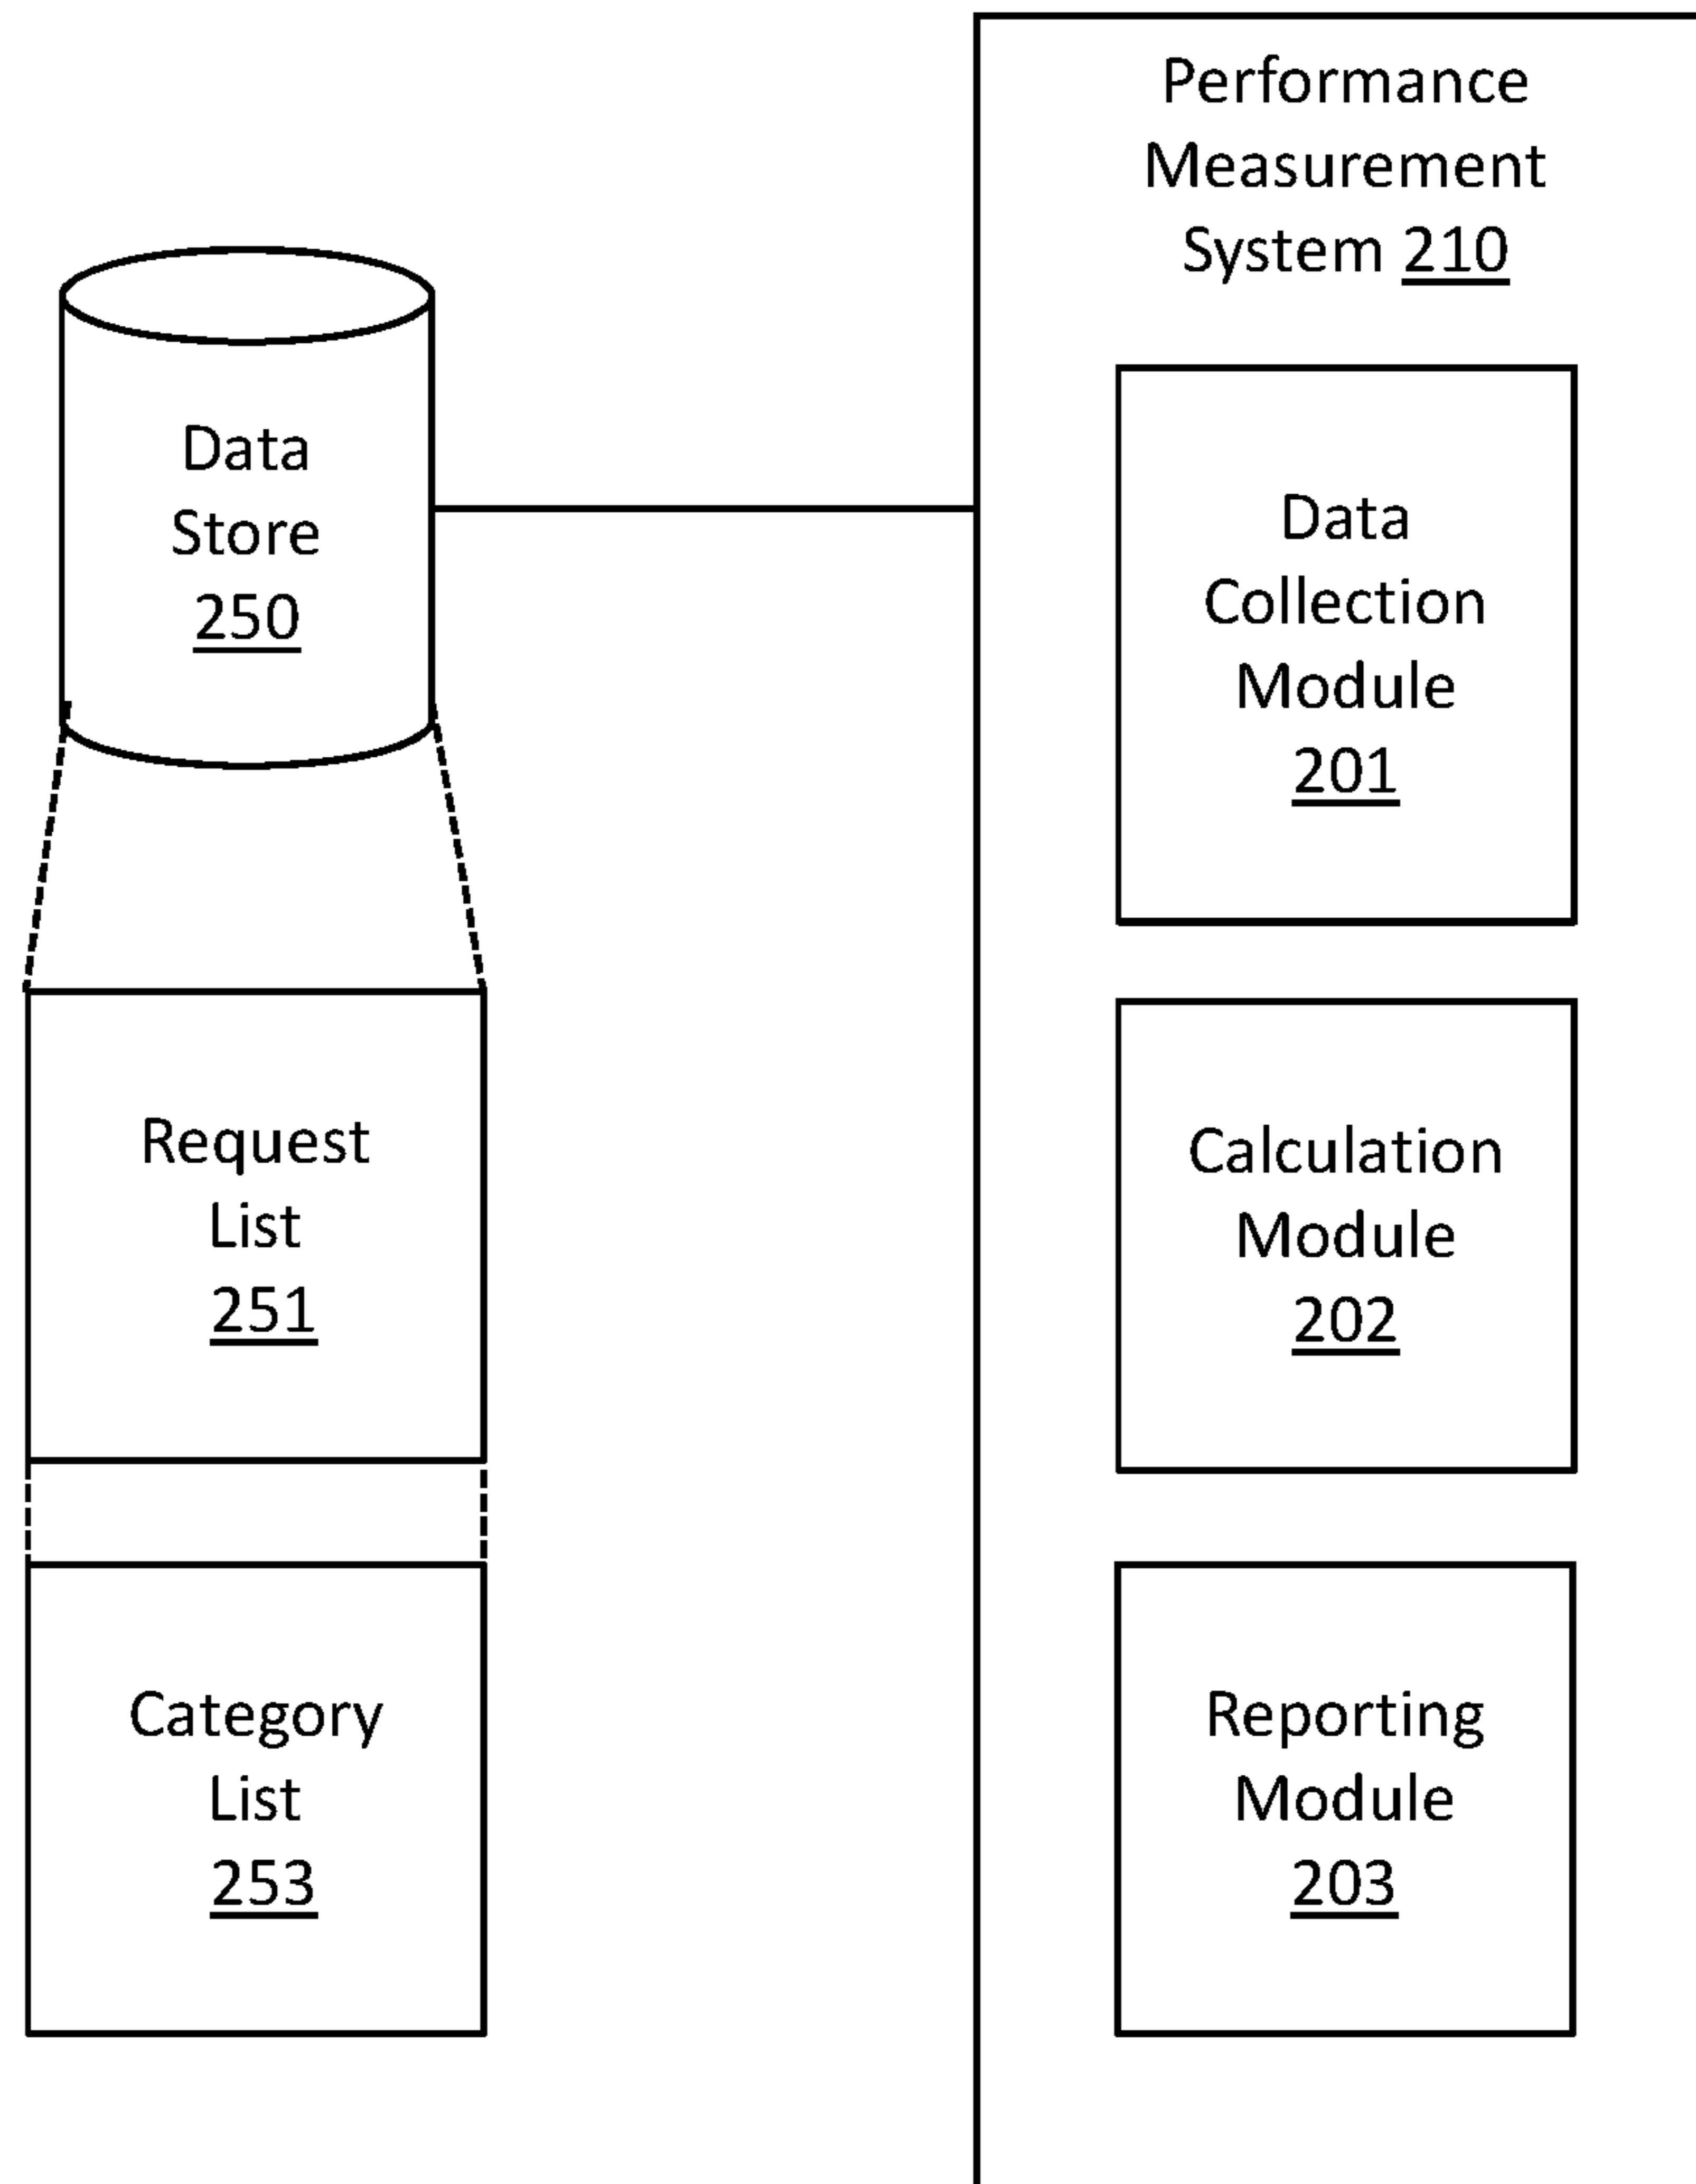 Performance
Measurement
System 210
Data
Store
250
Data
Collection
Module
201
Request
List
251
Calculation
Module
202
Category
List
253
Reporting
Module
203